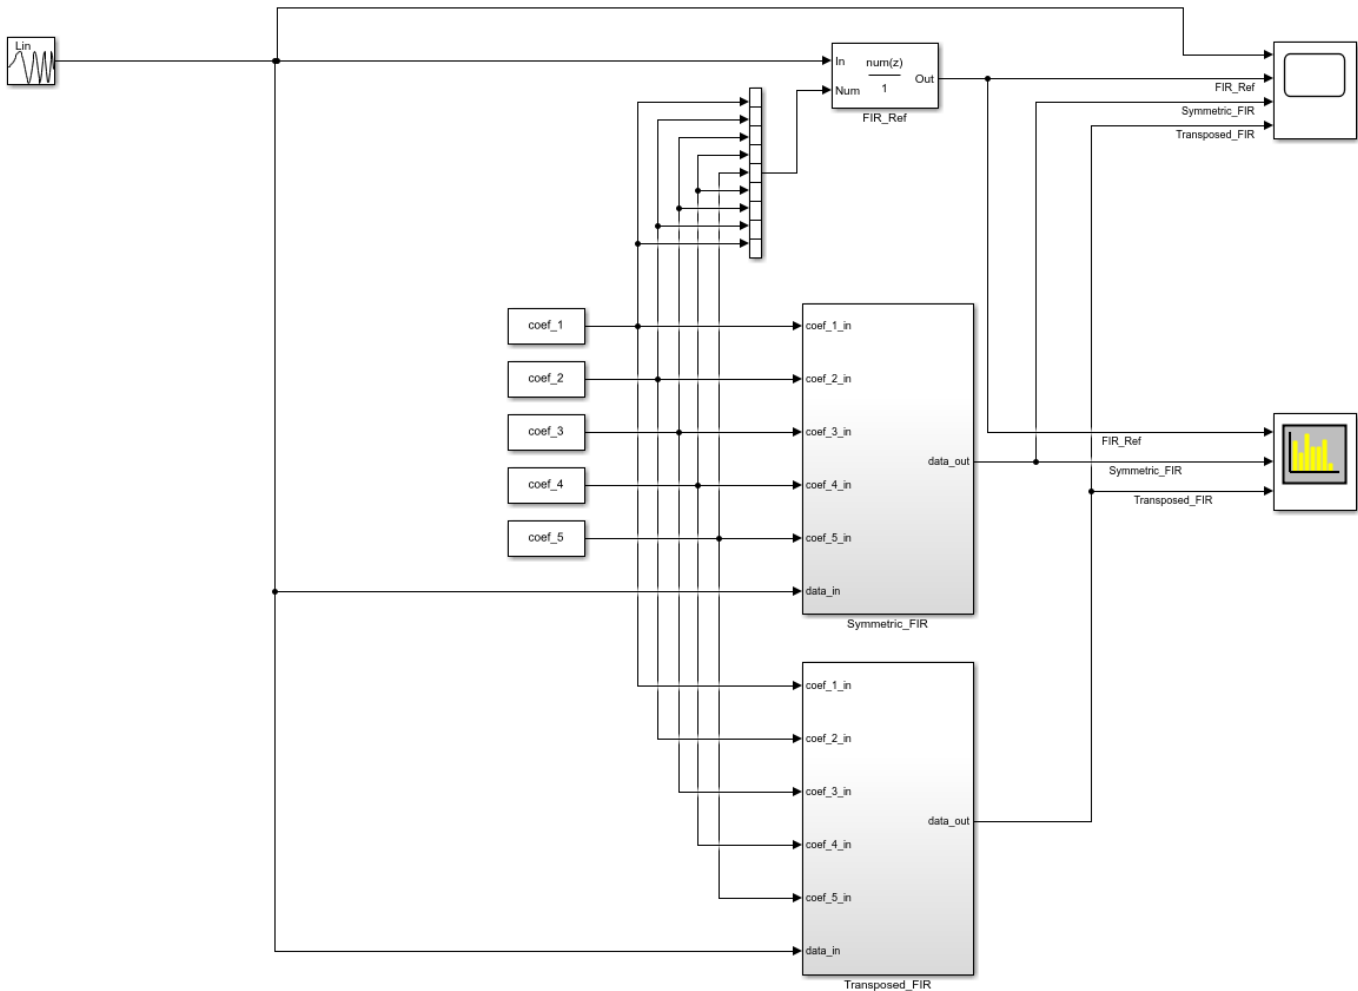 Lin
In
num(z)
1
Out
Num
FIR_Ref
FIR_Ref
Symmetric_FIR
Transposed_FIR
coef_1
coef_2
coef_3
coef_4
coef_5
coef_1_in
coef_2_in
coef_3_in
coef_4_in
coef_5_in
data_in
data_out
Symmetric_FIR
FIR_Ref
Symmetric_FIR
Transposed_FIR
coef_1_in
coef_2_in
coef_3_in
coef_4_in
coef_5_in
data_in
data_out
Transposed_FIR